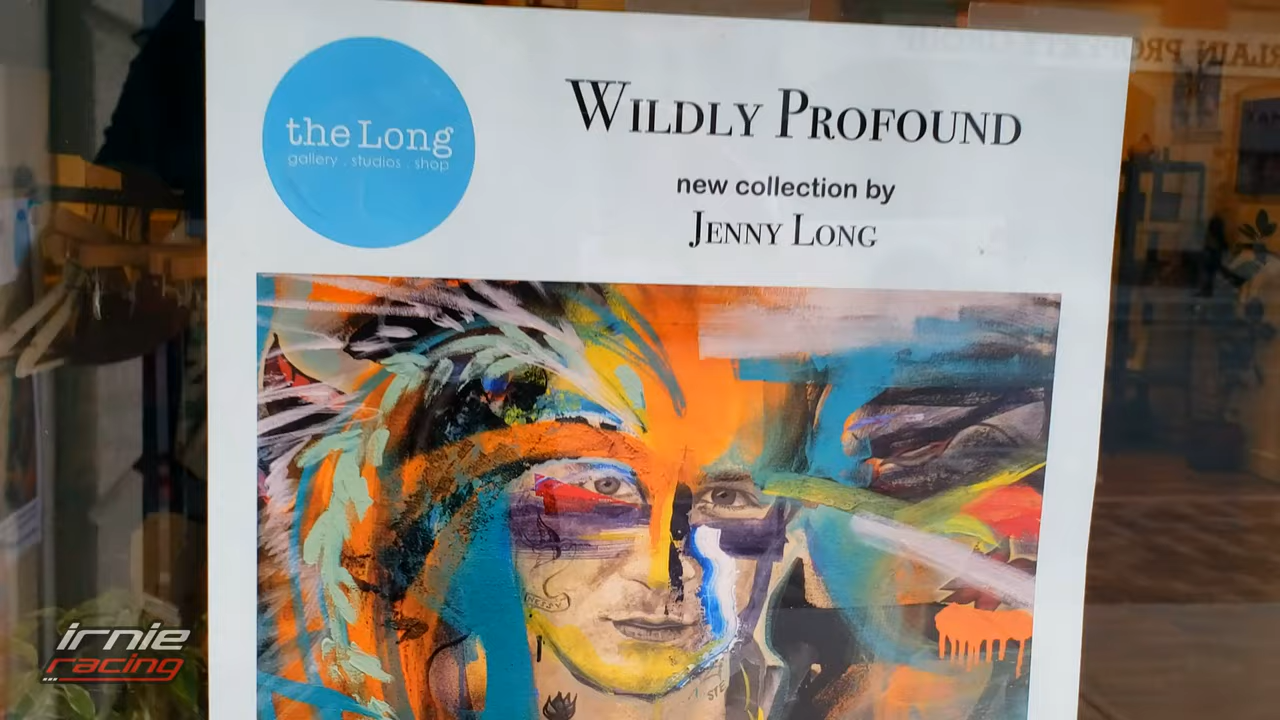 the Long
gallery . studios . shop
WILDLY PROFOUND
new collection by
JENNY LONG
irnie
racing